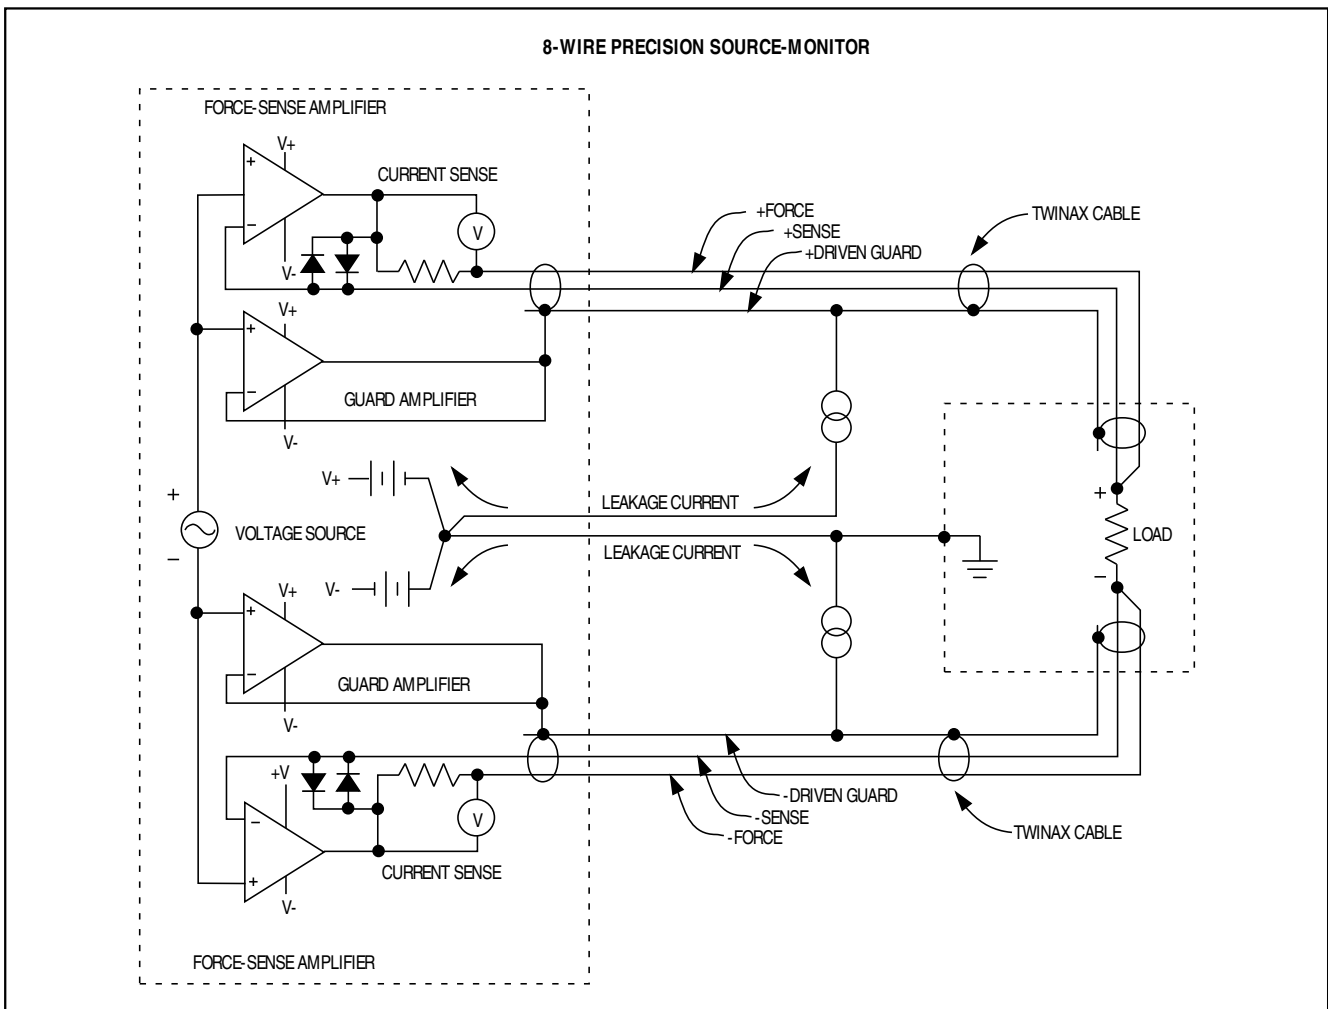 8-WIRE PRECISION SOURCE-MONITOR
FORCE-SENSE AMPLIFIER
V+
+
CURRENT SENSE
V
−
V-
+FORCE
+SENSE
+DRIVEN GUARD
TWINAX CABLE
V+
+
−
GUARD AMPLIFIER
V-
V+
LEAKAGE CURRENT
+
VOLTAGE SOURCE
−
LEAKAGE CURRENT
V-
+
LOAD
−
V+
+
−
GUARD AMPLIFIER
V-
+V
−
V
+
CURRENT SENSE
V-
-DRIVEN GUARD
-SENSE
-FORCE
TWINAX CABLE
FORCE-SENSE AMPLIFIER